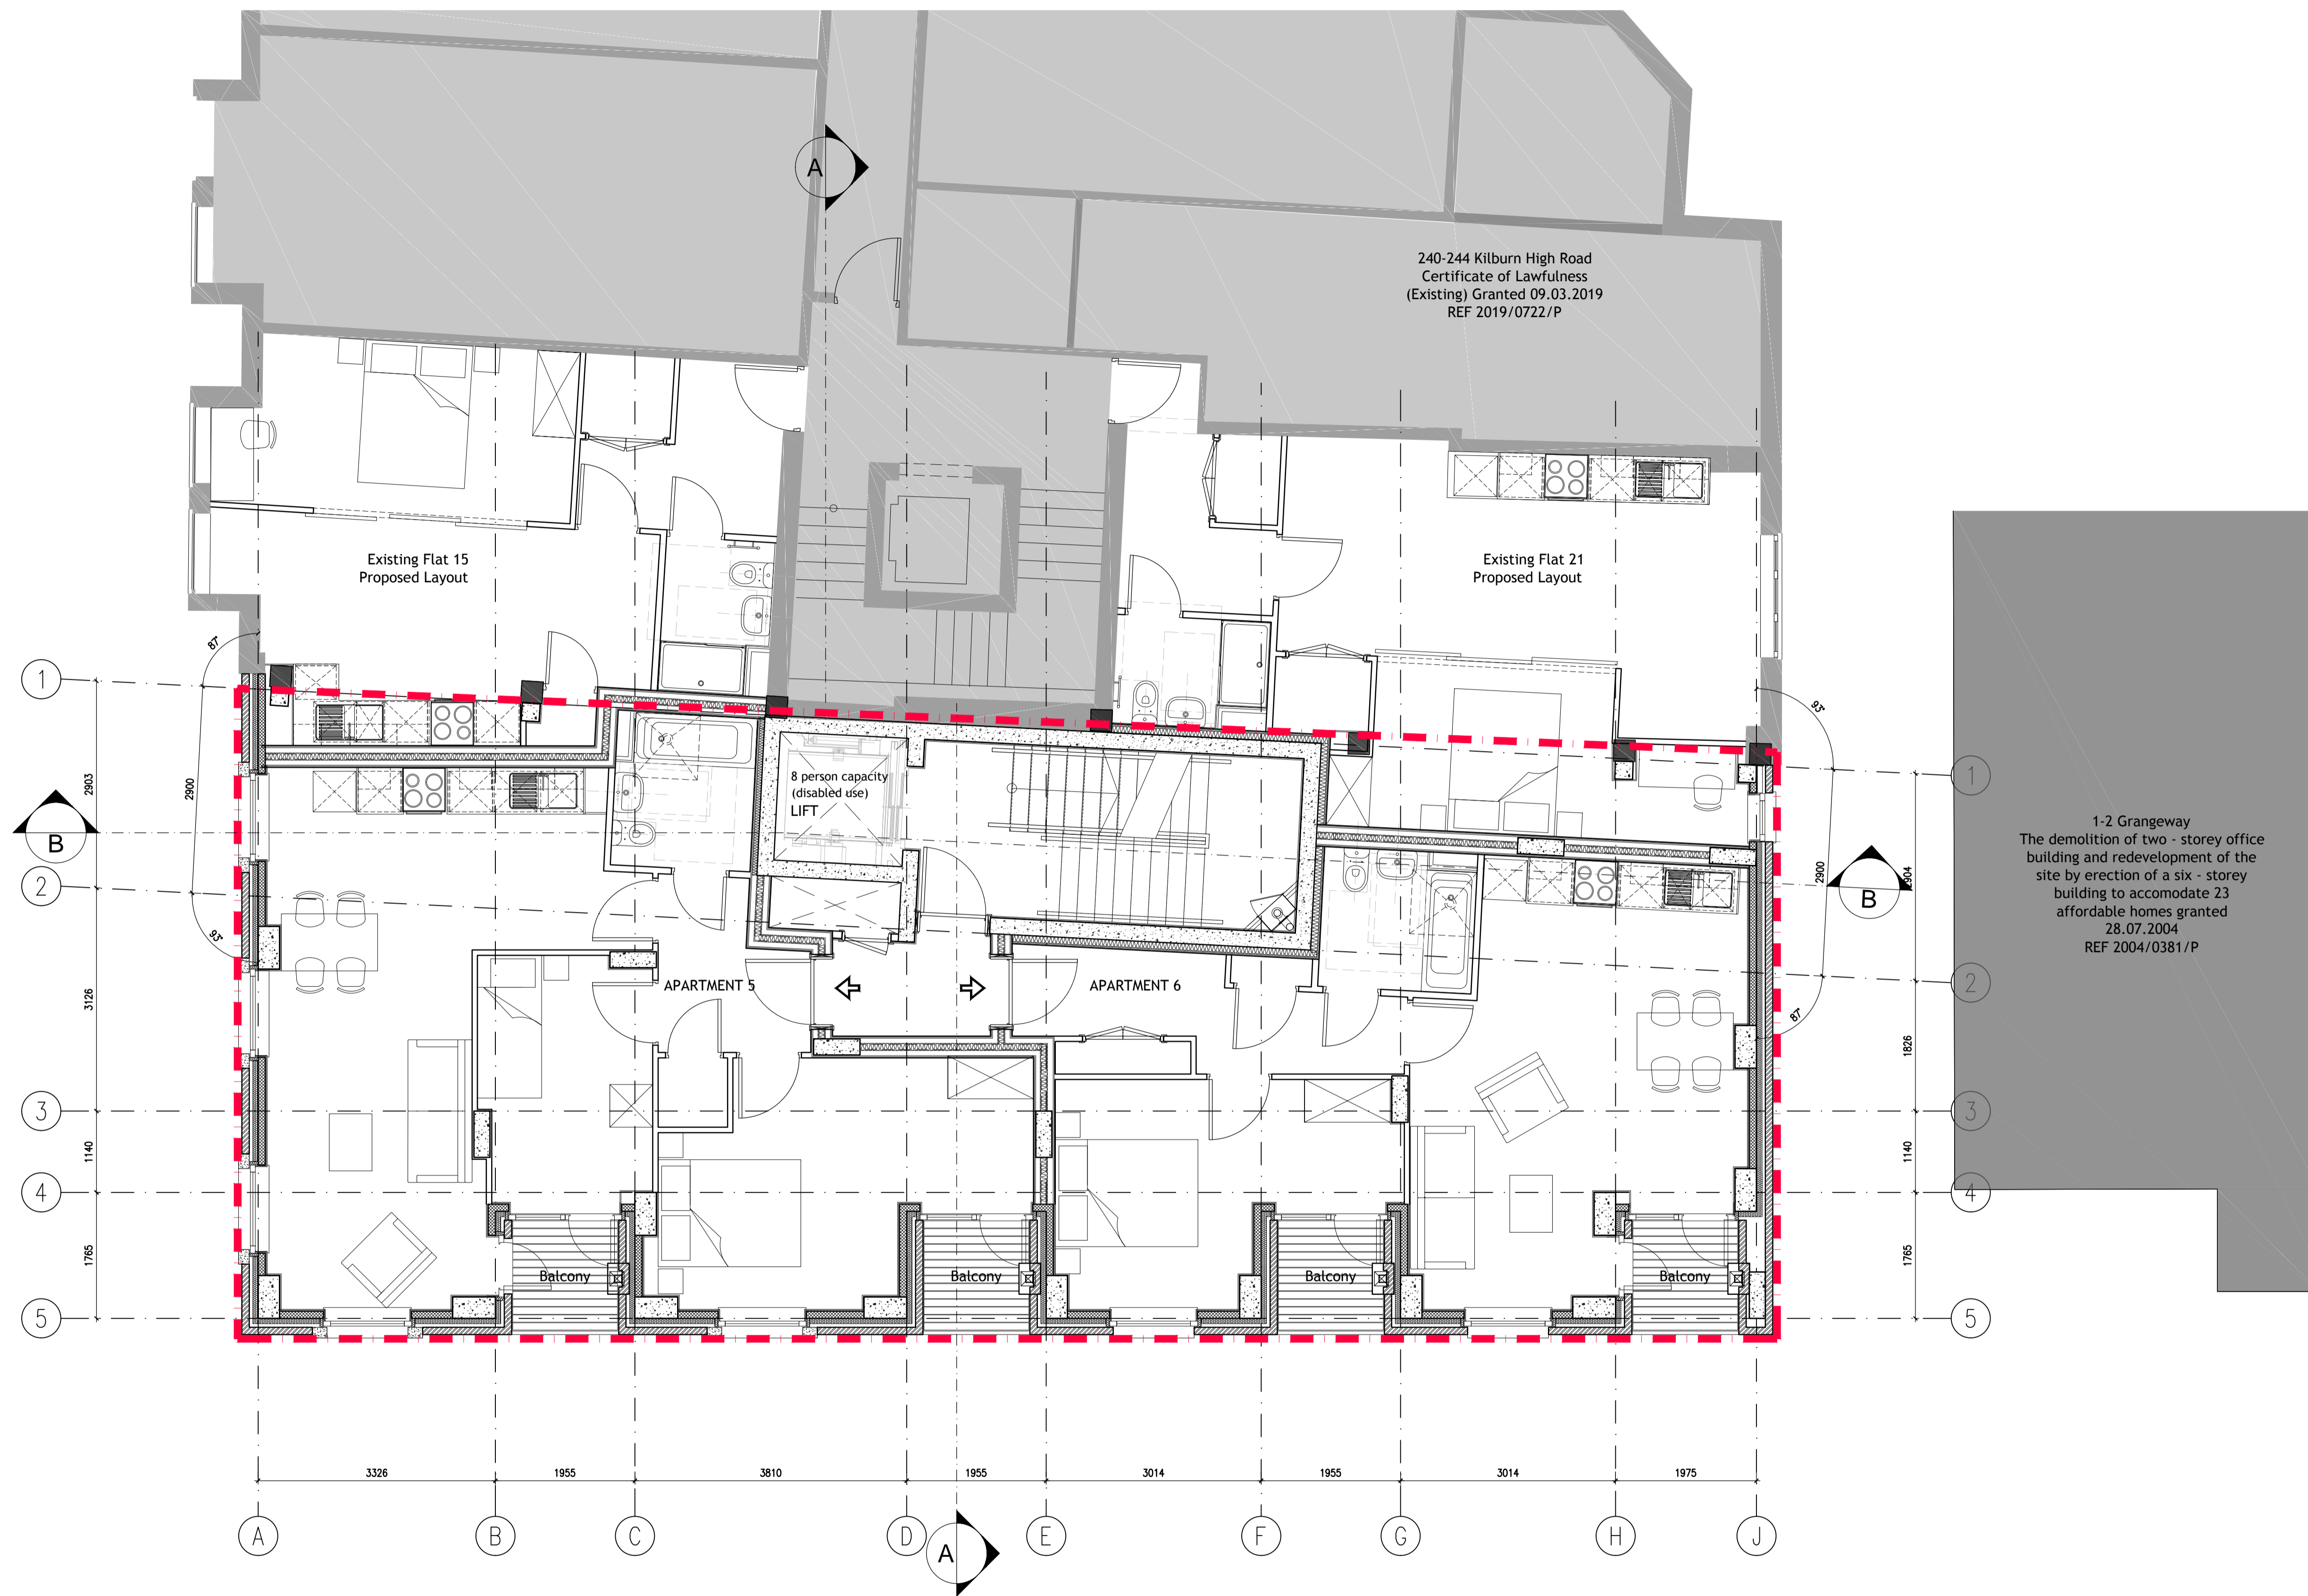 A
240-244 Kilburn High Road
Certificate of Lawfulness
(Existing) Granted 09.03.2019
REF 2019/0722/P
Existing Flat 15
Proposed Layout
Existing Flat 21
Proposed Layout
87°
1
93°
1
2903
2900
8 person capacity
(disabled use)
LIFT
B
2
93°
2900
2904
B
1-2 Grangeway
The demolition of two - storey office
building and redevelopment of the
site by erection of a six - storey
building to accomodate 23
affordable homes granted
28.07.2004
REF 2004/0381/P
APARTMENT 5
APARTMENT 6
2
87°
3126
1826
3
3
1140
1140
4
4
1765
1765
Balcony
Balcony
Balcony
Balcony
5
5
3326
1955
3810
1955
3014
1955
3014
1975
A
B
C
D
E
F
G
H
J
A